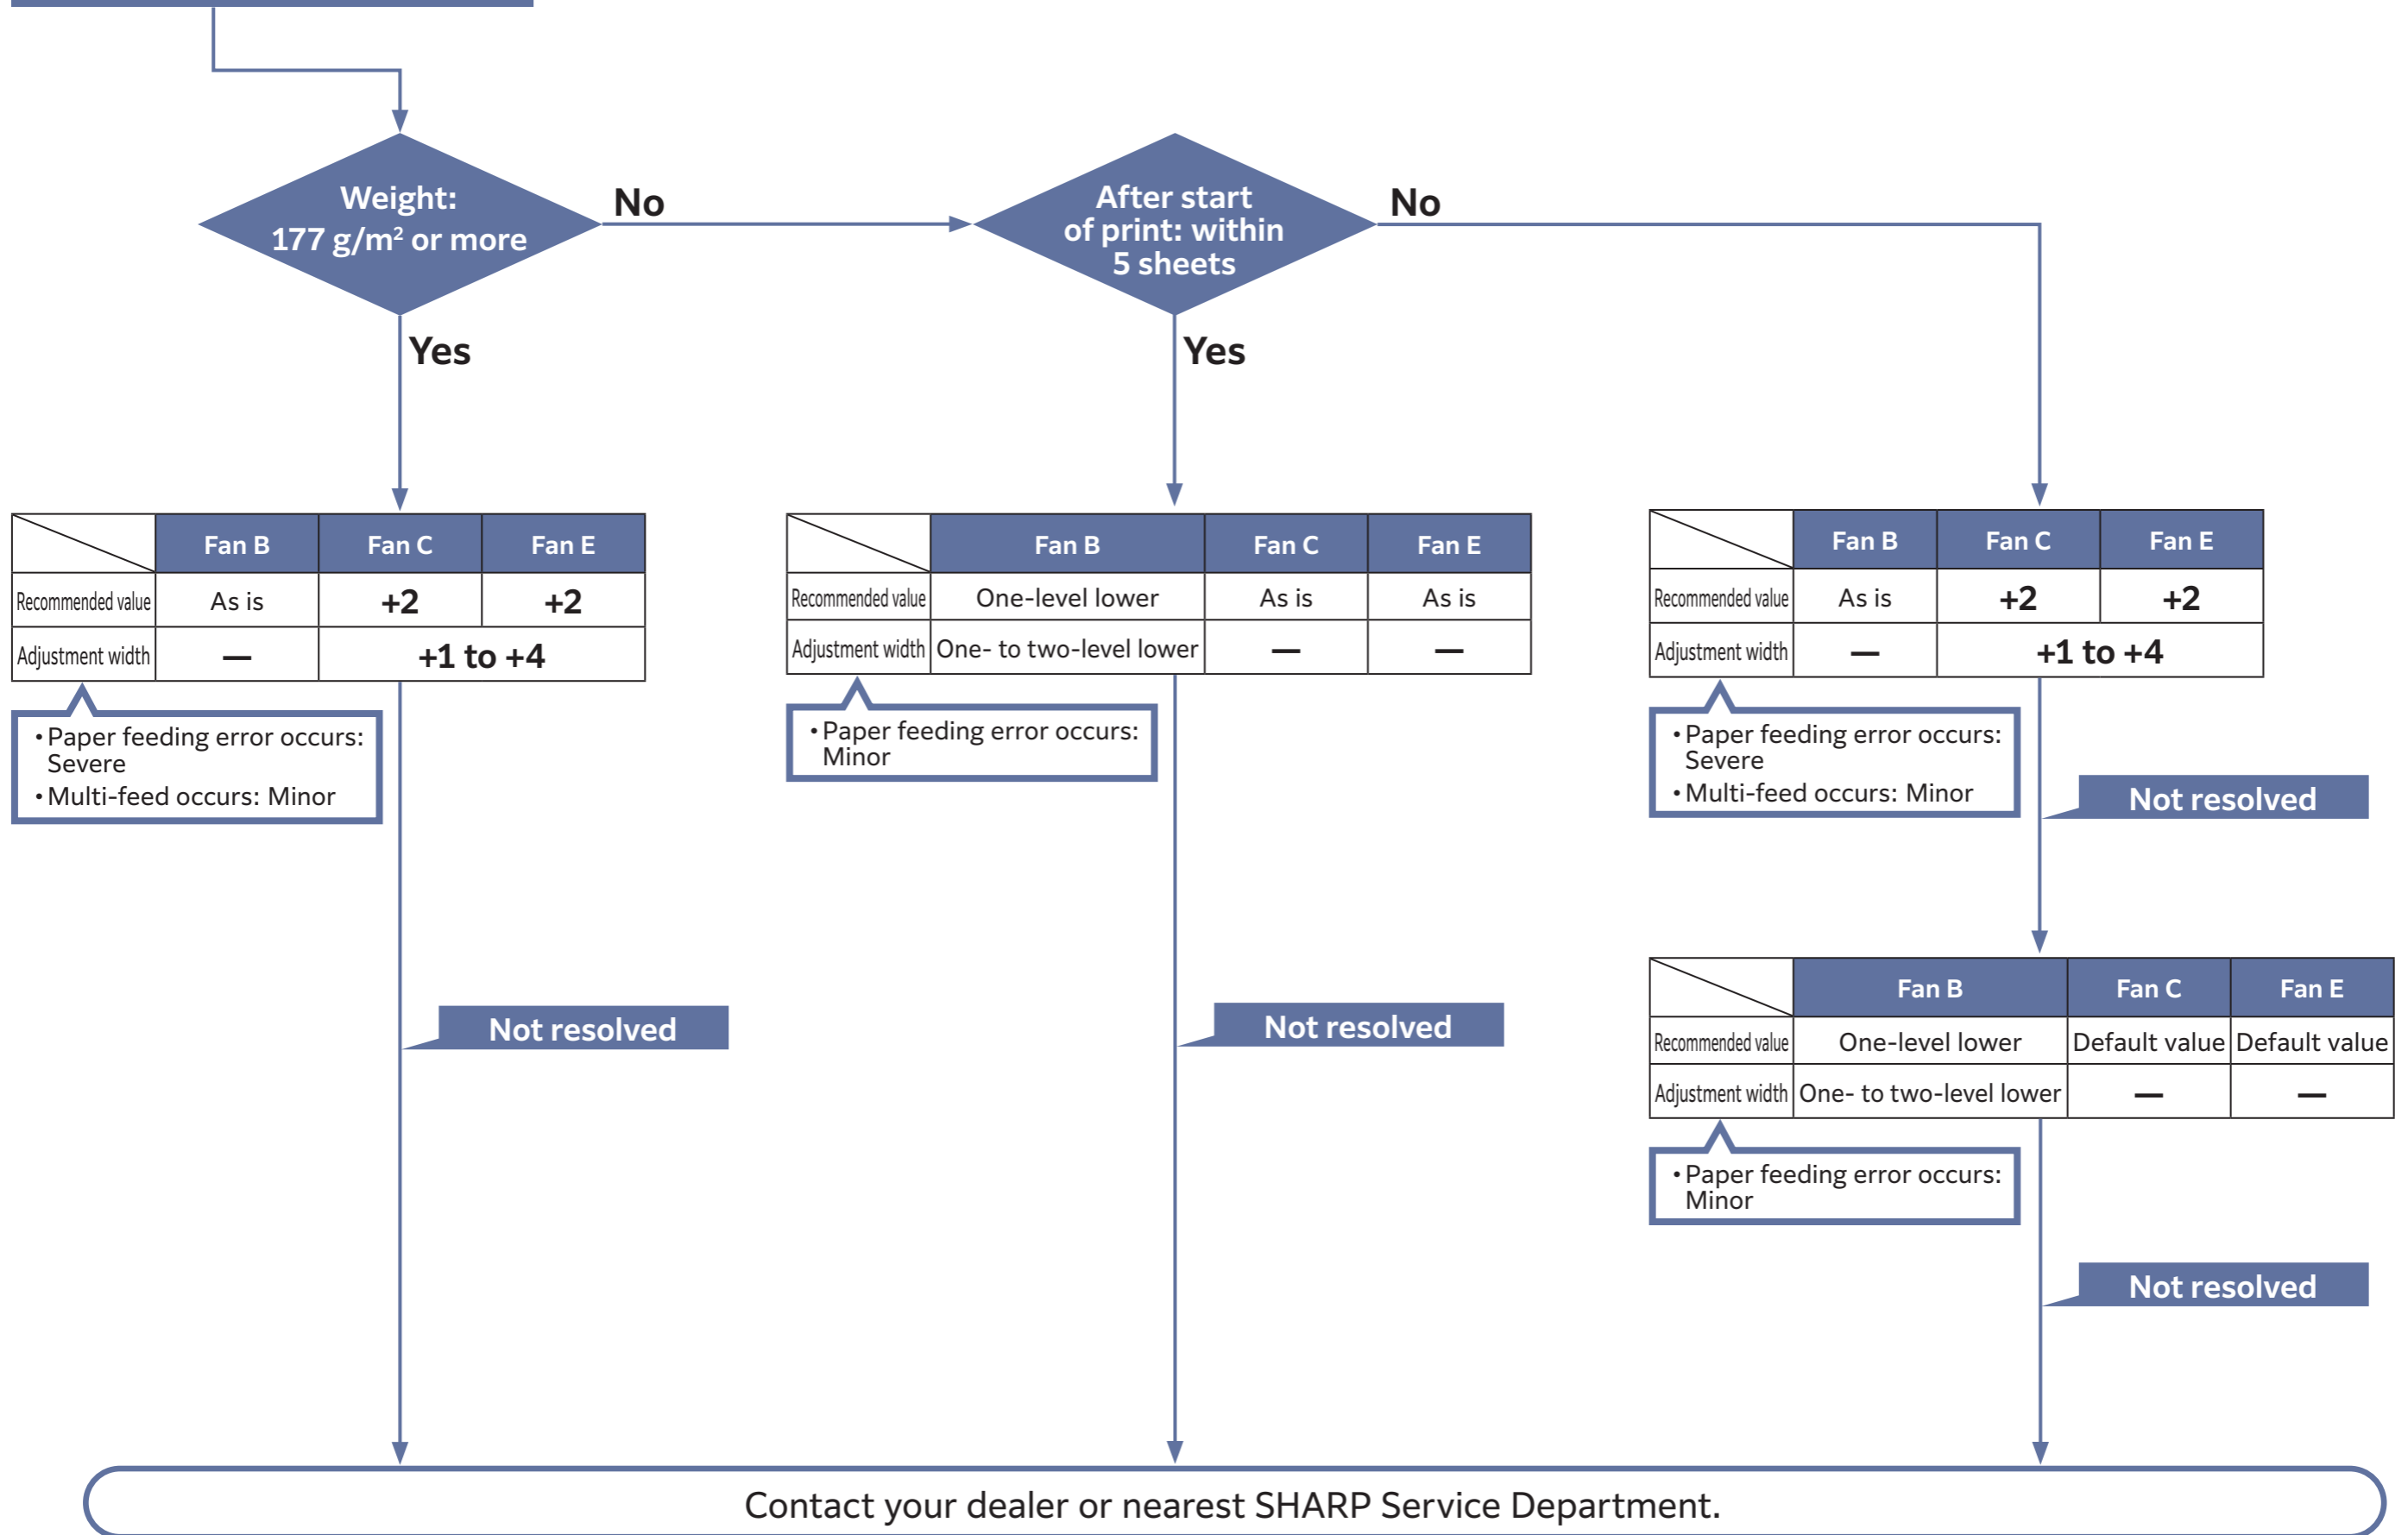 Weight:
177 g/m² or more
No
After start
of print: within
5 sheets
No
Yes
Yes
Fan B Fan C Fan E
Recommended value As is +2 +2
Adjustment width — +1 to +4
• Paper feeding error occurs:
Severe
• Multi-feed occurs: Minor
Not resolved
Fan B Fan C Fan E
Recommended value One-level lower As is As is
Adjustment width One- to two-level lower — —
• Paper feeding error occurs:
Minor
Not resolved
Fan B Fan C Fan E
Recommended value As is +2 +2
Adjustment width — +1 to +4
• Paper feeding error occurs:
Severe
• Multi-feed occurs: Minor
Not resolved
Fan B Fan C Fan E
Recommended value One-level lower Default value Default value
Adjustment width One- to two-level lower — —
• Paper feeding error occurs:
Minor
Not resolved
Contact your dealer or nearest SHARP Service Department.